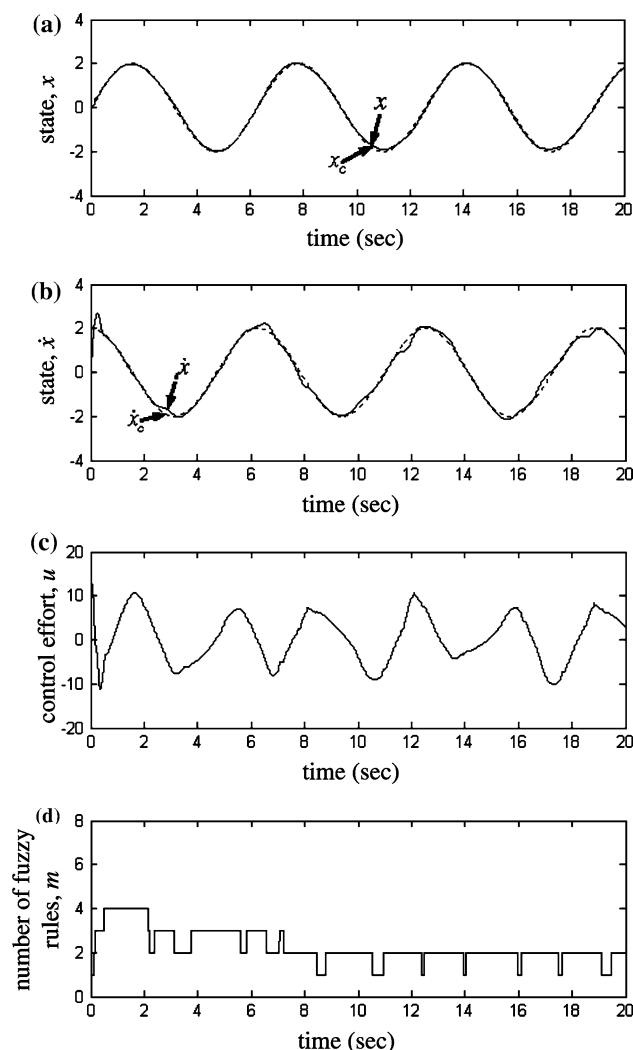 (a)
4
2
0
-2
-4
state, x
x
x_c
0 2 4 6 8 10 12 14 16 18 20
time (sec)
(b)
4
2
0
-2
-4
state, ẋ
ẋ
ẋ_c
0 2 4 6 8 10 12 14 16 18 20
time (sec)
(c)
20
10
0
-10
-20
control effort, u
0 2 4 6 8 10 12 14 16 18 20
time (sec)
(d)
8
6
4
2
0
number of fuzzy
rules, m
0 2 4 6 8 10 12 14 16 18 20
time (sec)